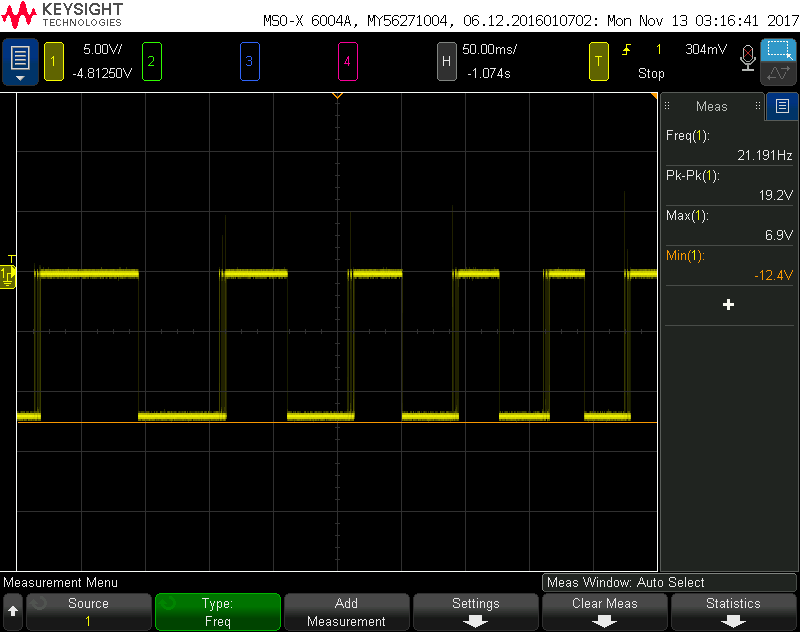 KEYSIGHT
TECHNOLOGIES
MSO-X 6004A, MY56271004, 06.12.2016010702: Mon Nov 13 03:16:41 2017
1 5.00V/ 2 3 4 H 50.00ms/ T 1 304mV
-4.81250V -1.074s Stop
Meas
Freq(1):
21.191Hz
Pk-Pk(1):
19.2V
Max(1):
6.9V
Min(1):
-12.4V
+
T
1
Measurement Menu Meas Window: Auto Select
Source Type: Add Settings Clear Meas Statistics
1 Freq Measurement